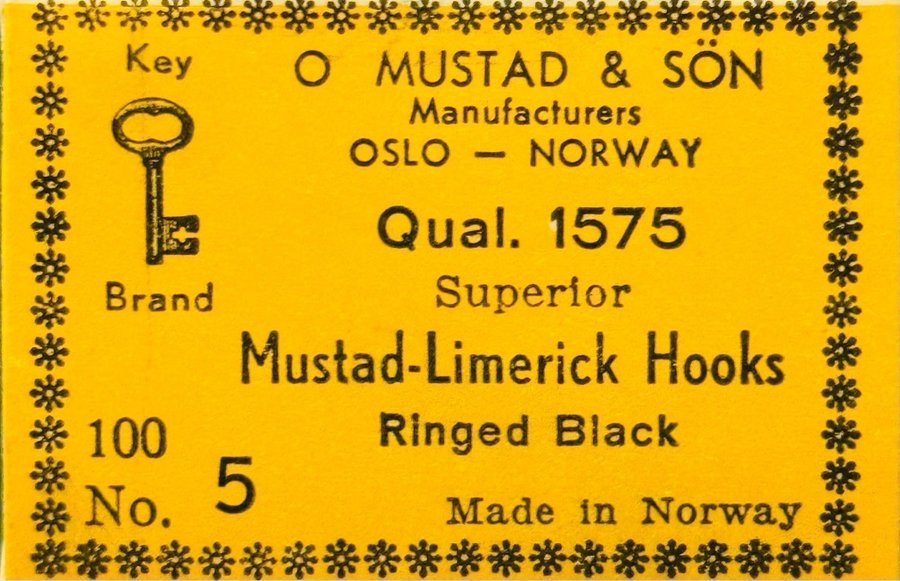 Key
Brand
O MUSTAD & SÖN
Manufacturers
OSLO — NORWAY
Qual. 1575
Superior
Mustad-Limerick Hooks
Ringed Black
100
No. 5
Made in Norway